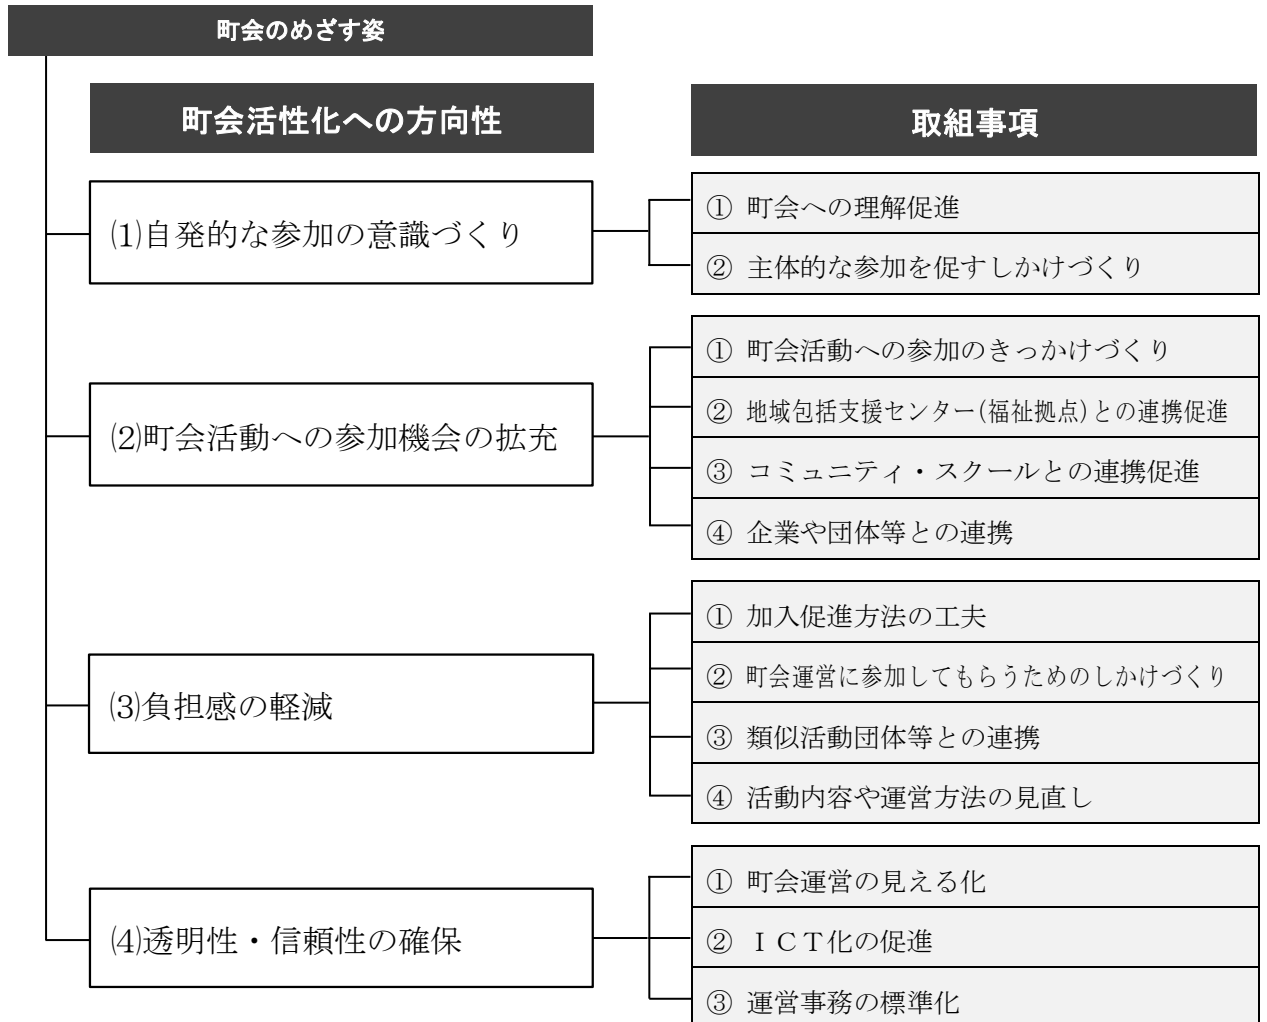 町会のめざす姿
町会活性化への方向性
取組事項
⑴自発的な参加の意識づくり
① 町会への理解促進
② 主体的な参加を促すしかけづくり
⑵町会活動への参加機会の拡充
① 町会活動への参加のきっかけづくり
② 地域包括支援センター(福祉拠点)との連携促進
③ コミュニティ・スクールとの連携促進
④ 企業や団体等との連携
⑶負担感の軽減
① 加入促進方法の工夫
② 町会運営に参加してもらうためのしかけづくり
③ 類似活動団体等との連携
④ 活動内容や運営方法の見直し
⑷透明性・信頼性の確保
① 町会運営の見える化
② ＩＣＴ化の促進
③ 運営事務の標準化